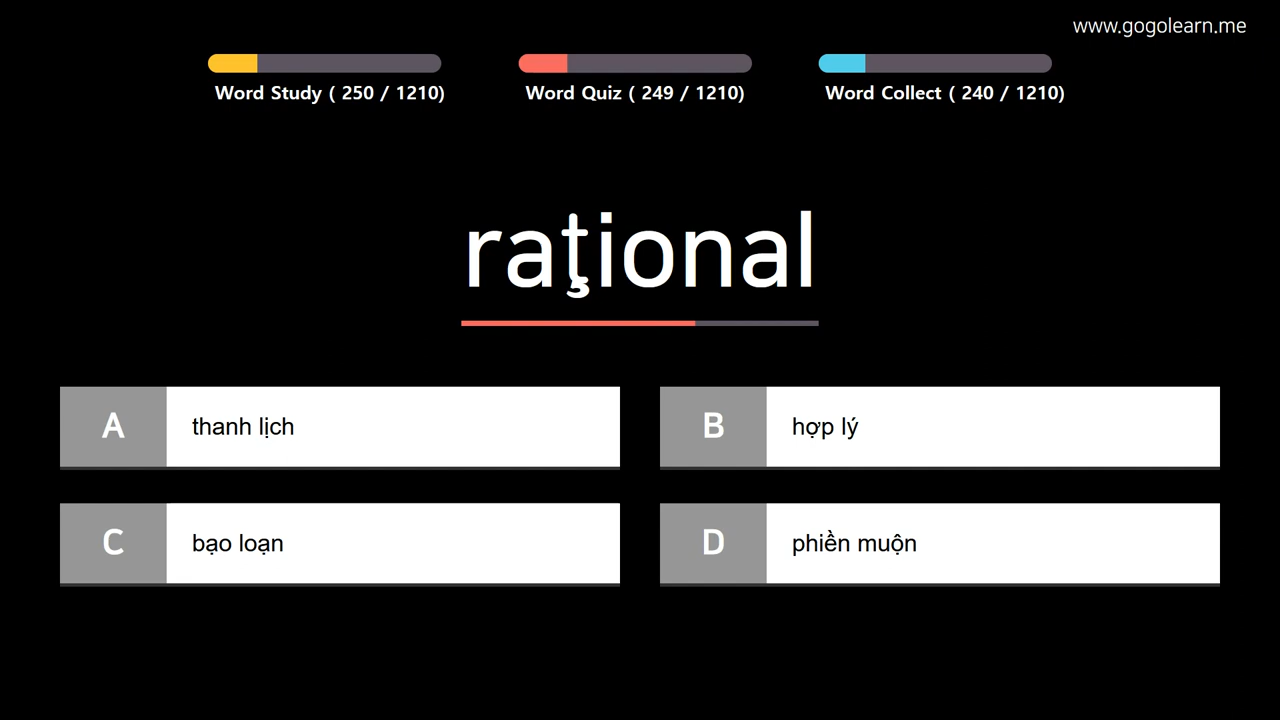 www.gogolearn.me
Word Study ( 250 / 1210)
Word Quiz ( 249 / 1210)
Word Collect ( 240 / 1210)
raţional
A thanh lịch
B hợp lý
C bạo loạn
D phiền muộn